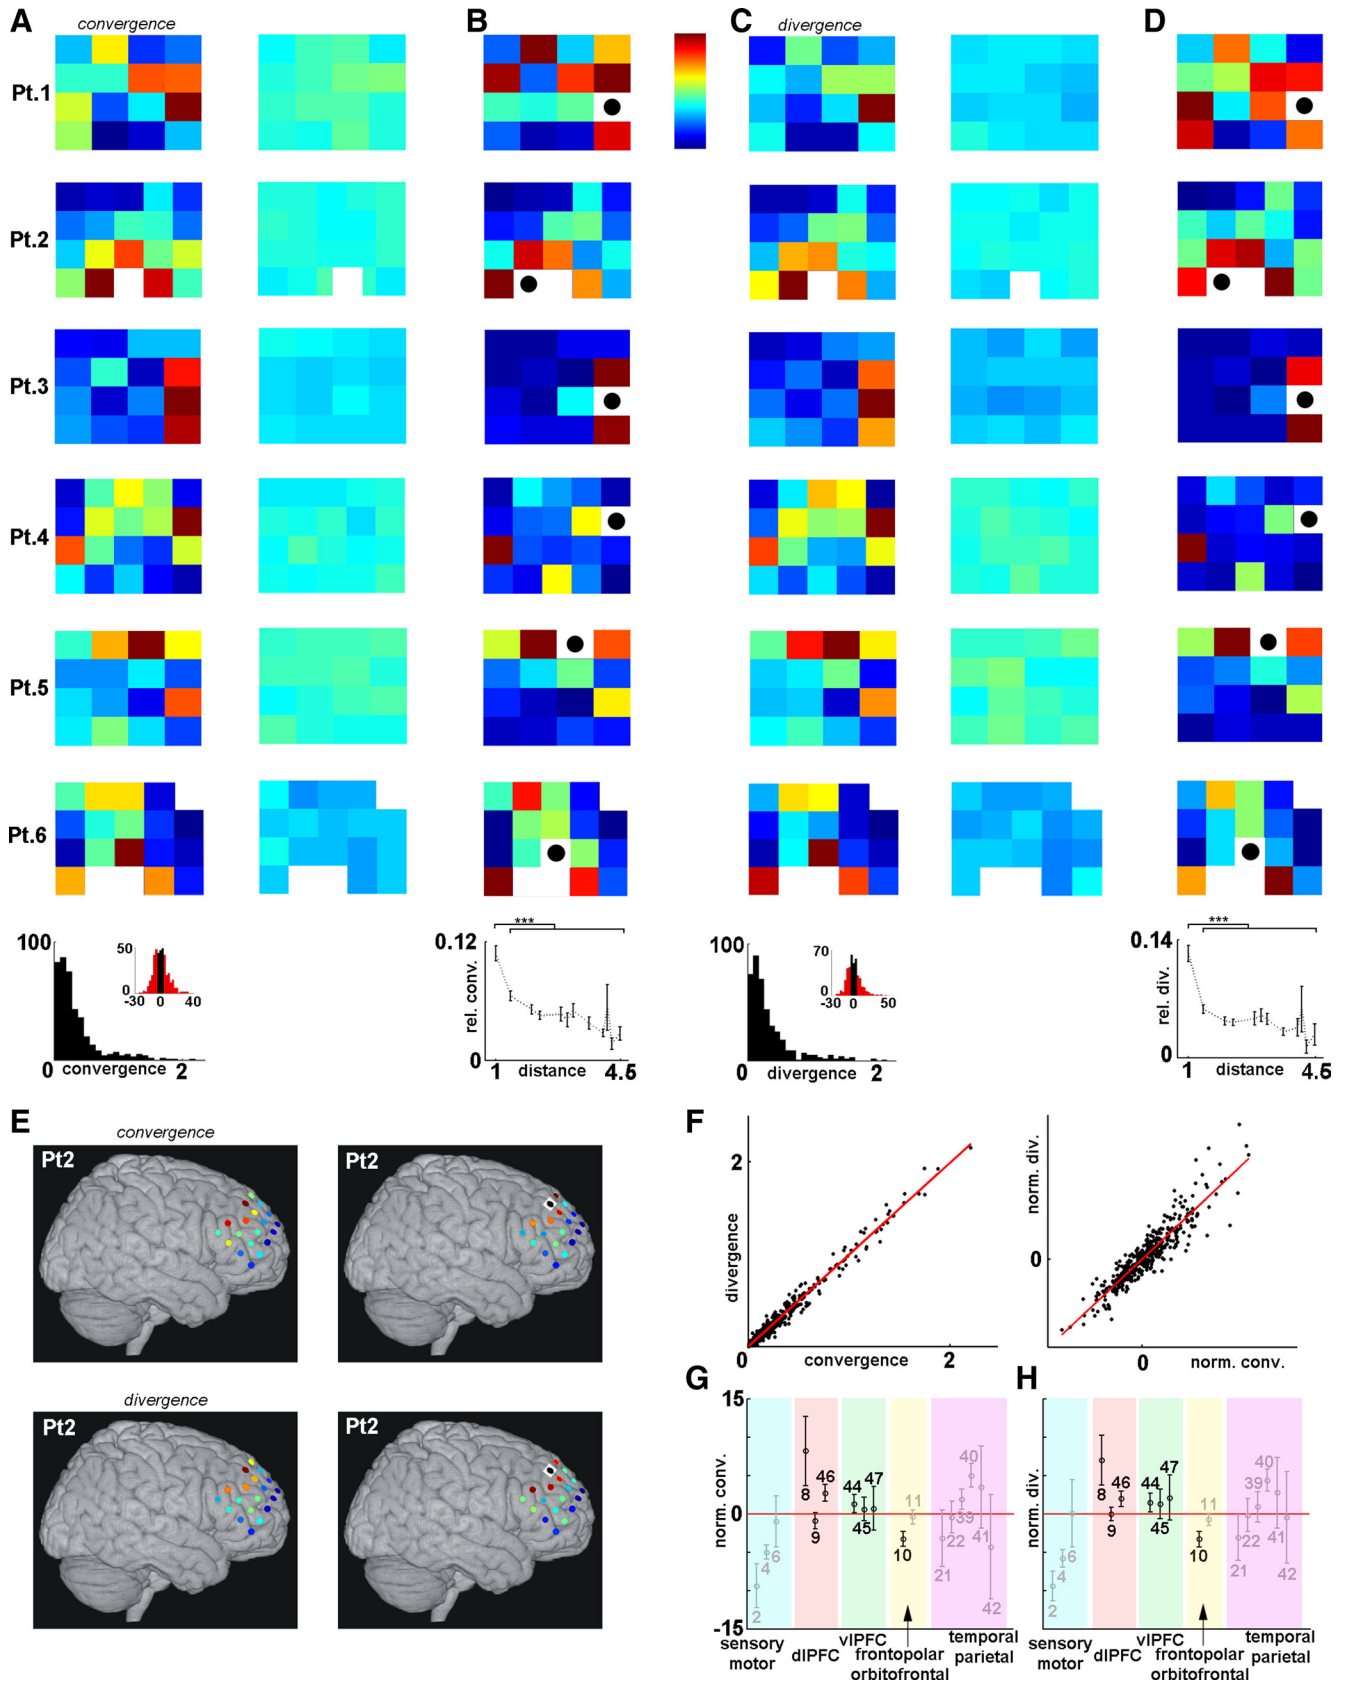 A
B
C
D
convergence
divergence
Pt.1
Pt.2
Pt.3
Pt.4
Pt.5
Pt.6
100
0
convergence
2
50
0
-30 0 40
***
0.12
rel. conv.
0
1 distance 4.5
100
0
divergence
2
70
0
-30 0 50
***
0.14
rel. div.
0
1 distance 4.5
E
convergence
Pt2
Pt2
divergence
Pt2
Pt2
F
2
divergence
0
convergence
2
norm. div.
0
0
norm. conv.
G
15
norm. conv.
0
-15
2
4
6
8
9
46
44
45
47
10
11
21
22
39
40
41
42
sensory motor
dlPFC
vlPFC
frontopolar orbitofrontal
temporal parietal
H
norm. div.
2
4
6
8
9
46
44
45
47
10
11
21
22
39
40
41
42
sensory motor
dlPFC
vlPFC
frontopolar orbitofrontal
temporal parietal